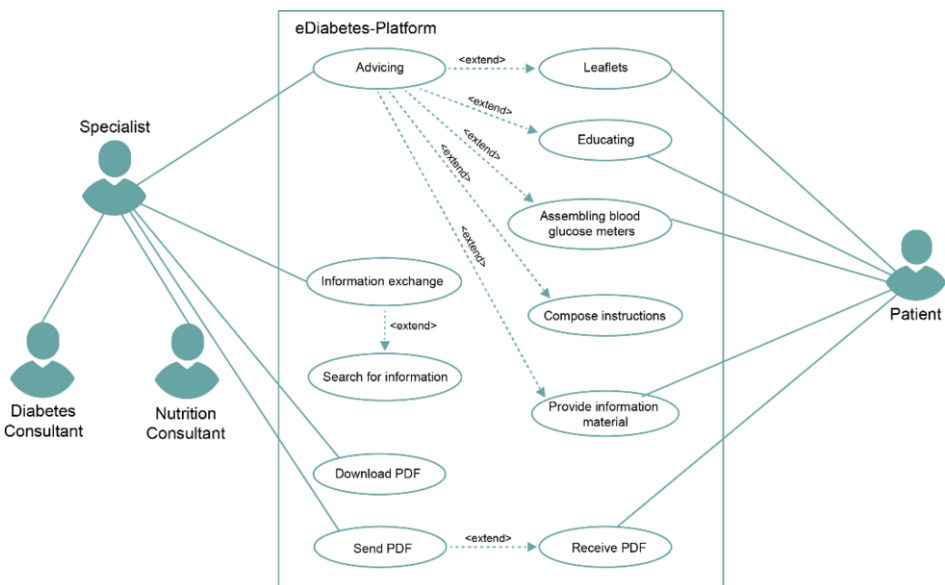 eDiabetes-Platform
Advicing
<extend>
Leaflets
<extend>
Educating
<extend>
Assembling blood
glucose meters
<extend>
Compose instructions
<extend>
Provide information
material
Specialist
Information exchange
<extend>
Search for information
Diabetes
Consultant
Nutrition
Consultant
Patient
Download PDF
Send PDF
<extend>
Receive PDF